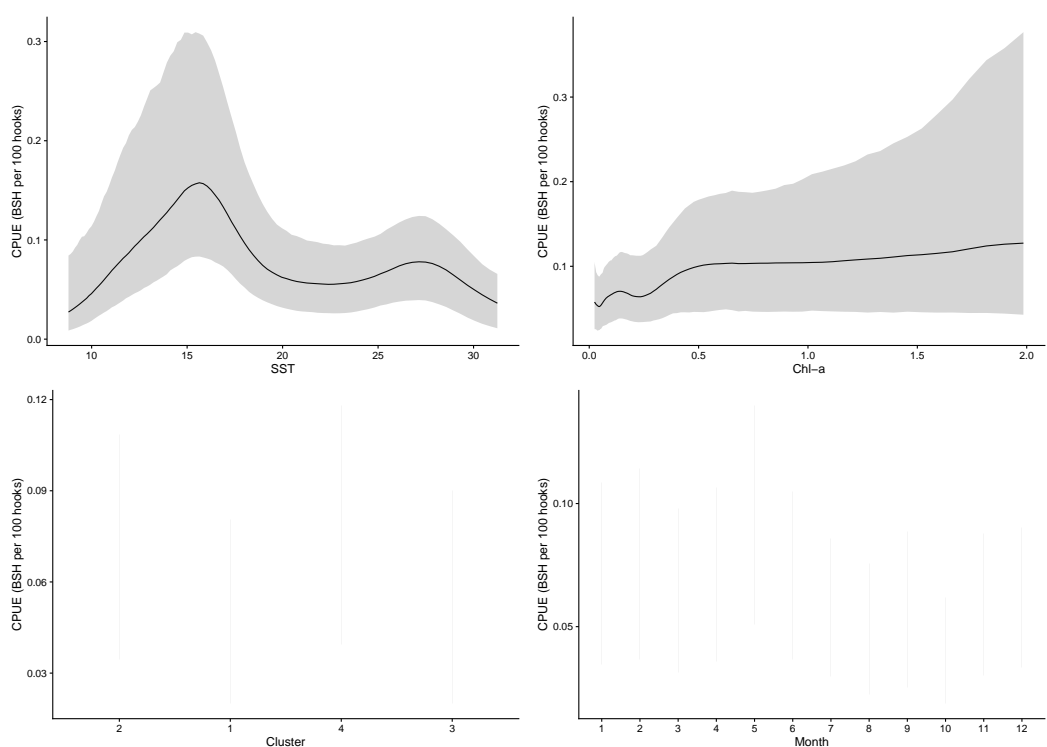 CPUE (BSH per 100 hooks)
0.3
0.2
0.1
0.0
10 15 20 25 30
SST
CPUE (BSH per 100 hooks)
0.3
0.2
0.1
0.0 0.5 1.0 1.5 2.0
Chl−a
CPUE (BSH per 100 hooks)
0.12
0.09
0.06
0.03
2 1 4 3
Cluster
CPUE (BSH per 100 hooks)
0.10
0.05
1 2 3 4 5 6 7 8 9 10 11 12
Month